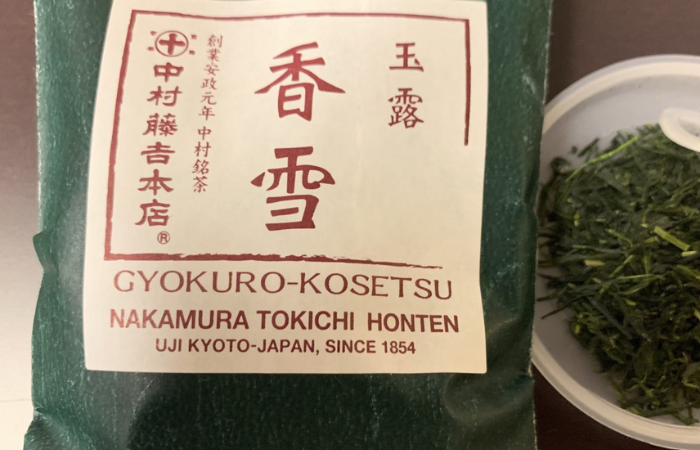 玉露
香雪
創業安政元年 中村銘茶
中村藤吉本店®
GYOKURO-KOSETSU
NAKAMURA TOKICHI HONTEN
UJI KYOTO-JAPAN, SINCE 1854